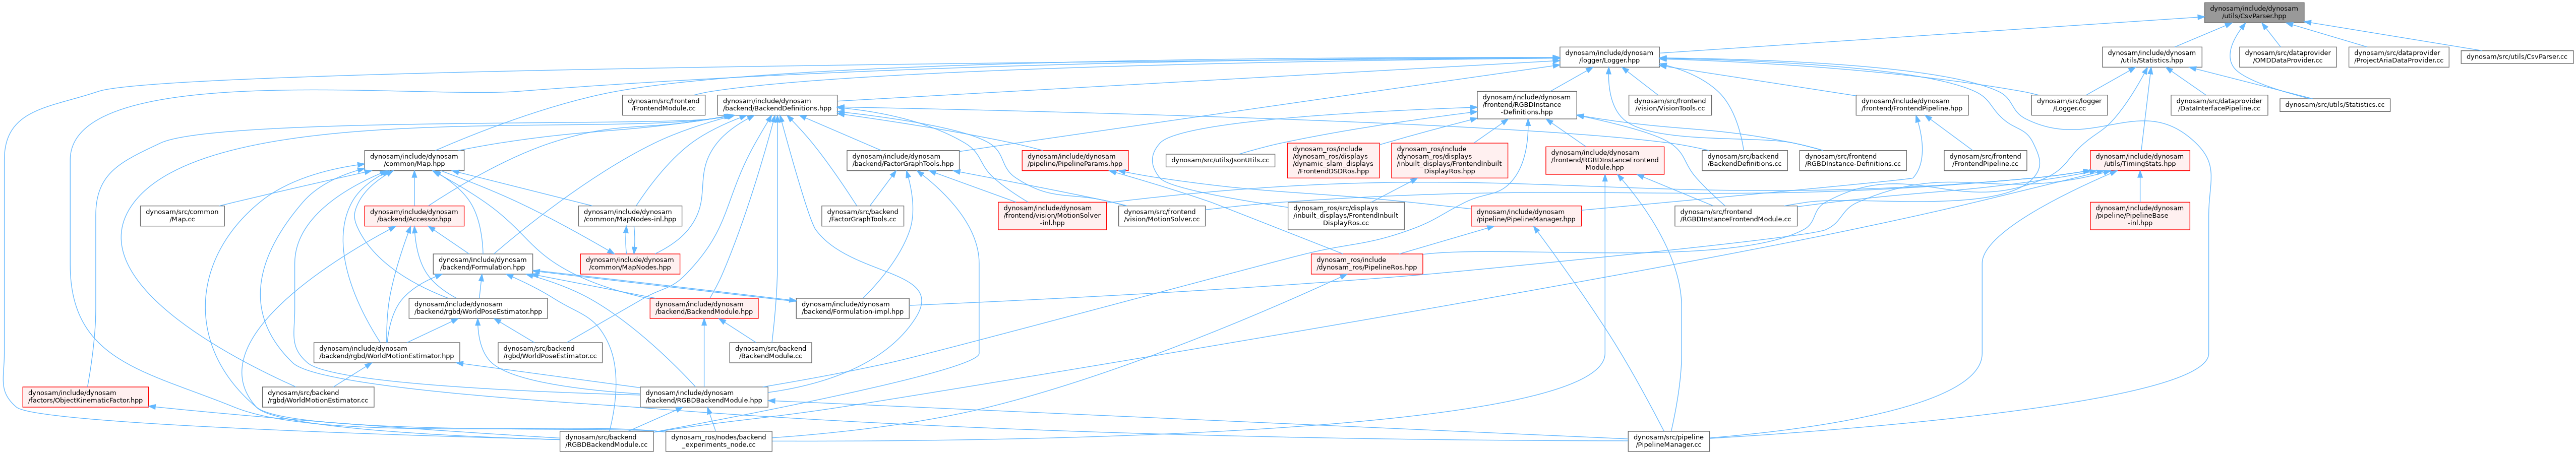 dynosam/include/dynosam
/utils/CsvParser.hpp
dynosam/include/dynosam
/logger/Logger.hpp
dynosam/include/dynosam
/utils/Statistics.hpp
dynosam/src/dataprovider
/OMDDataProvider.cc
dynosam/src/dataprovider
/ProjectAriaDataProvider.cc
dynosam/src/utils/CsvParser.cc
dynosam/src/frontend
/FrontendModule.cc
dynosam/include/dynosam
/backend/BackendDefinitions.hpp
dynosam/include/dynosam
/frontend/RGBDInstance
-Definitions.hpp
dynosam/src/frontend
/vision/VisionTools.cc
dynosam/include/dynosam
/frontend/FrontendPipeline.hpp
dynosam/src/logger
/Logger.cc
dynosam/src/dataprovider
/DataInterfacePipeline.cc
dynosam/src/utils/Statistics.cc
dynosam/include/dynosam
/common/Map.hpp
dynosam/include/dynosam
/backend/FactorGraphTools.hpp
dynosam/include/dynosam
/pipeline/PipelineParams.hpp
dynosam/src/utils/JsonUtils.cc
dynosam_ros/include
/dynosam_ros/displays
/dynamic_slam_displays
/FrontendDSDRos.hpp
dynosam_ros/include
/dynosam_ros/displays
/inbuilt_displays/FrontendInbuilt
DisplayRos.hpp
dynosam/include/dynosam
/frontend/RGBDInstanceFrontend
Module.hpp
dynosam/src/backend
/BackendDefinitions.cc
dynosam/src/frontend
/RGBDInstance-Definitions.cc
dynosam/src/frontend
/FrontendPipeline.cc
dynosam/include/dynosam
/utils/TimingStats.hpp
dynosam/src/common
/Map.cc
dynosam/include/dynosam
/backend/Accessor.hpp
dynosam/include/dynosam
/common/MapNodes-inl.hpp
dynosam/src/backend
/FactorGraphTools.cc
dynosam/include/dynosam
/frontend/vision/MotionSolver
-inl.hpp
dynosam/src/frontend
/vision/MotionSolver.cc
dynosam_ros/src/displays
/inbuilt_displays/FrontendInbuilt
DisplayRos.cc
dynosam/include/dynosam
/pipeline/PipelineManager.hpp
dynosam/src/frontend
/RGBDInstanceFrontendModule.cc
dynosam/include/dynosam
/pipeline/PipelineBase
-inl.hpp
dynosam/include/dynosam
/backend/Formulation.hpp
dynosam/include/dynosam
/common/MapNodes.hpp
dynosam_ros/include
/dynosam_ros/PipelineRos.hpp
dynosam/include/dynosam
/backend/rgbd/WorldPoseEstimator.hpp
dynosam/include/dynosam
/backend/BackendModule.hpp
dynosam/include/dynosam
/backend/Formulation-impl.hpp
dynosam/include/dynosam
/backend/rgbd/WorldMotionEstimator.hpp
dynosam/src/backend
/rgbd/WorldPoseEstimator.cc
dynosam/src/backend
/BackendModule.cc
dynosam/include/dynosam
/factors/ObjectKinematicFactor.hpp
dynosam/src/backend
/rgbd/WorldMotionEstimator.cc
dynosam/include/dynosam
/backend/RGBDBackendModule.hpp
dynosam/src/backend
/RGBDBackendModule.cc
dynosam_ros/nodes/backend
_experiments_node.cc
dynosam/src/pipeline
/PipelineManager.cc